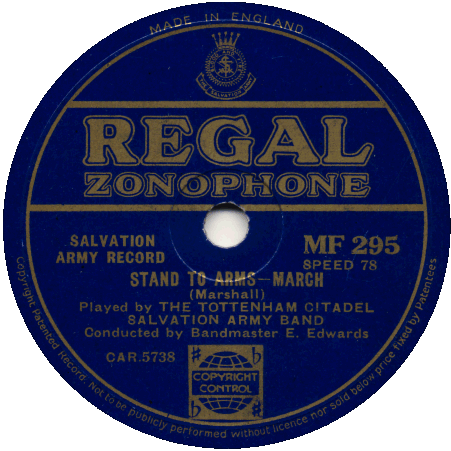 MADE IN ENGLAND
THE SALVATION ARMY
REGAL
ZONOPHONE
SALVATION
ARMY RECORD
MF 295
SPEED 78
STAND TO ARMS—MARCH
(Marshall)
Played by THE TOTTENHAM CITADEL
SALVATION ARMY BAND
Conducted by Bandmaster E. Edwards
CAR.5738
COPYRIGHT
CONTROL
Copyright Patented Record. Not to be publicly performed without licence nor sold below price fixed by Patentees